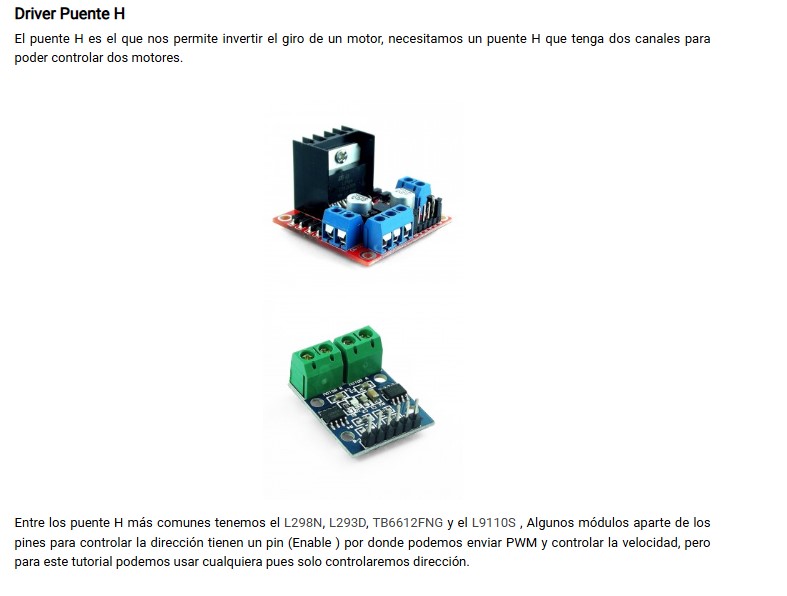 Driver Puente H
El puente H es el que nos permite invertir el giro de un motor, necesitamos un puente H que tenga dos canales para
poder controlar dos motores.
MOTOR B MOTOR A
Entre los puente H más comunes tenemos el L298N, L293D, TB6612FNG y el L9110S , Algunos módulos aparte de los
pines para controlar la dirección tienen un pin (Enable ) por donde podemos enviar PWM y controlar la velocidad, pero
para este tutorial podemos usar cualquiera pues solo controlaremos dirección.